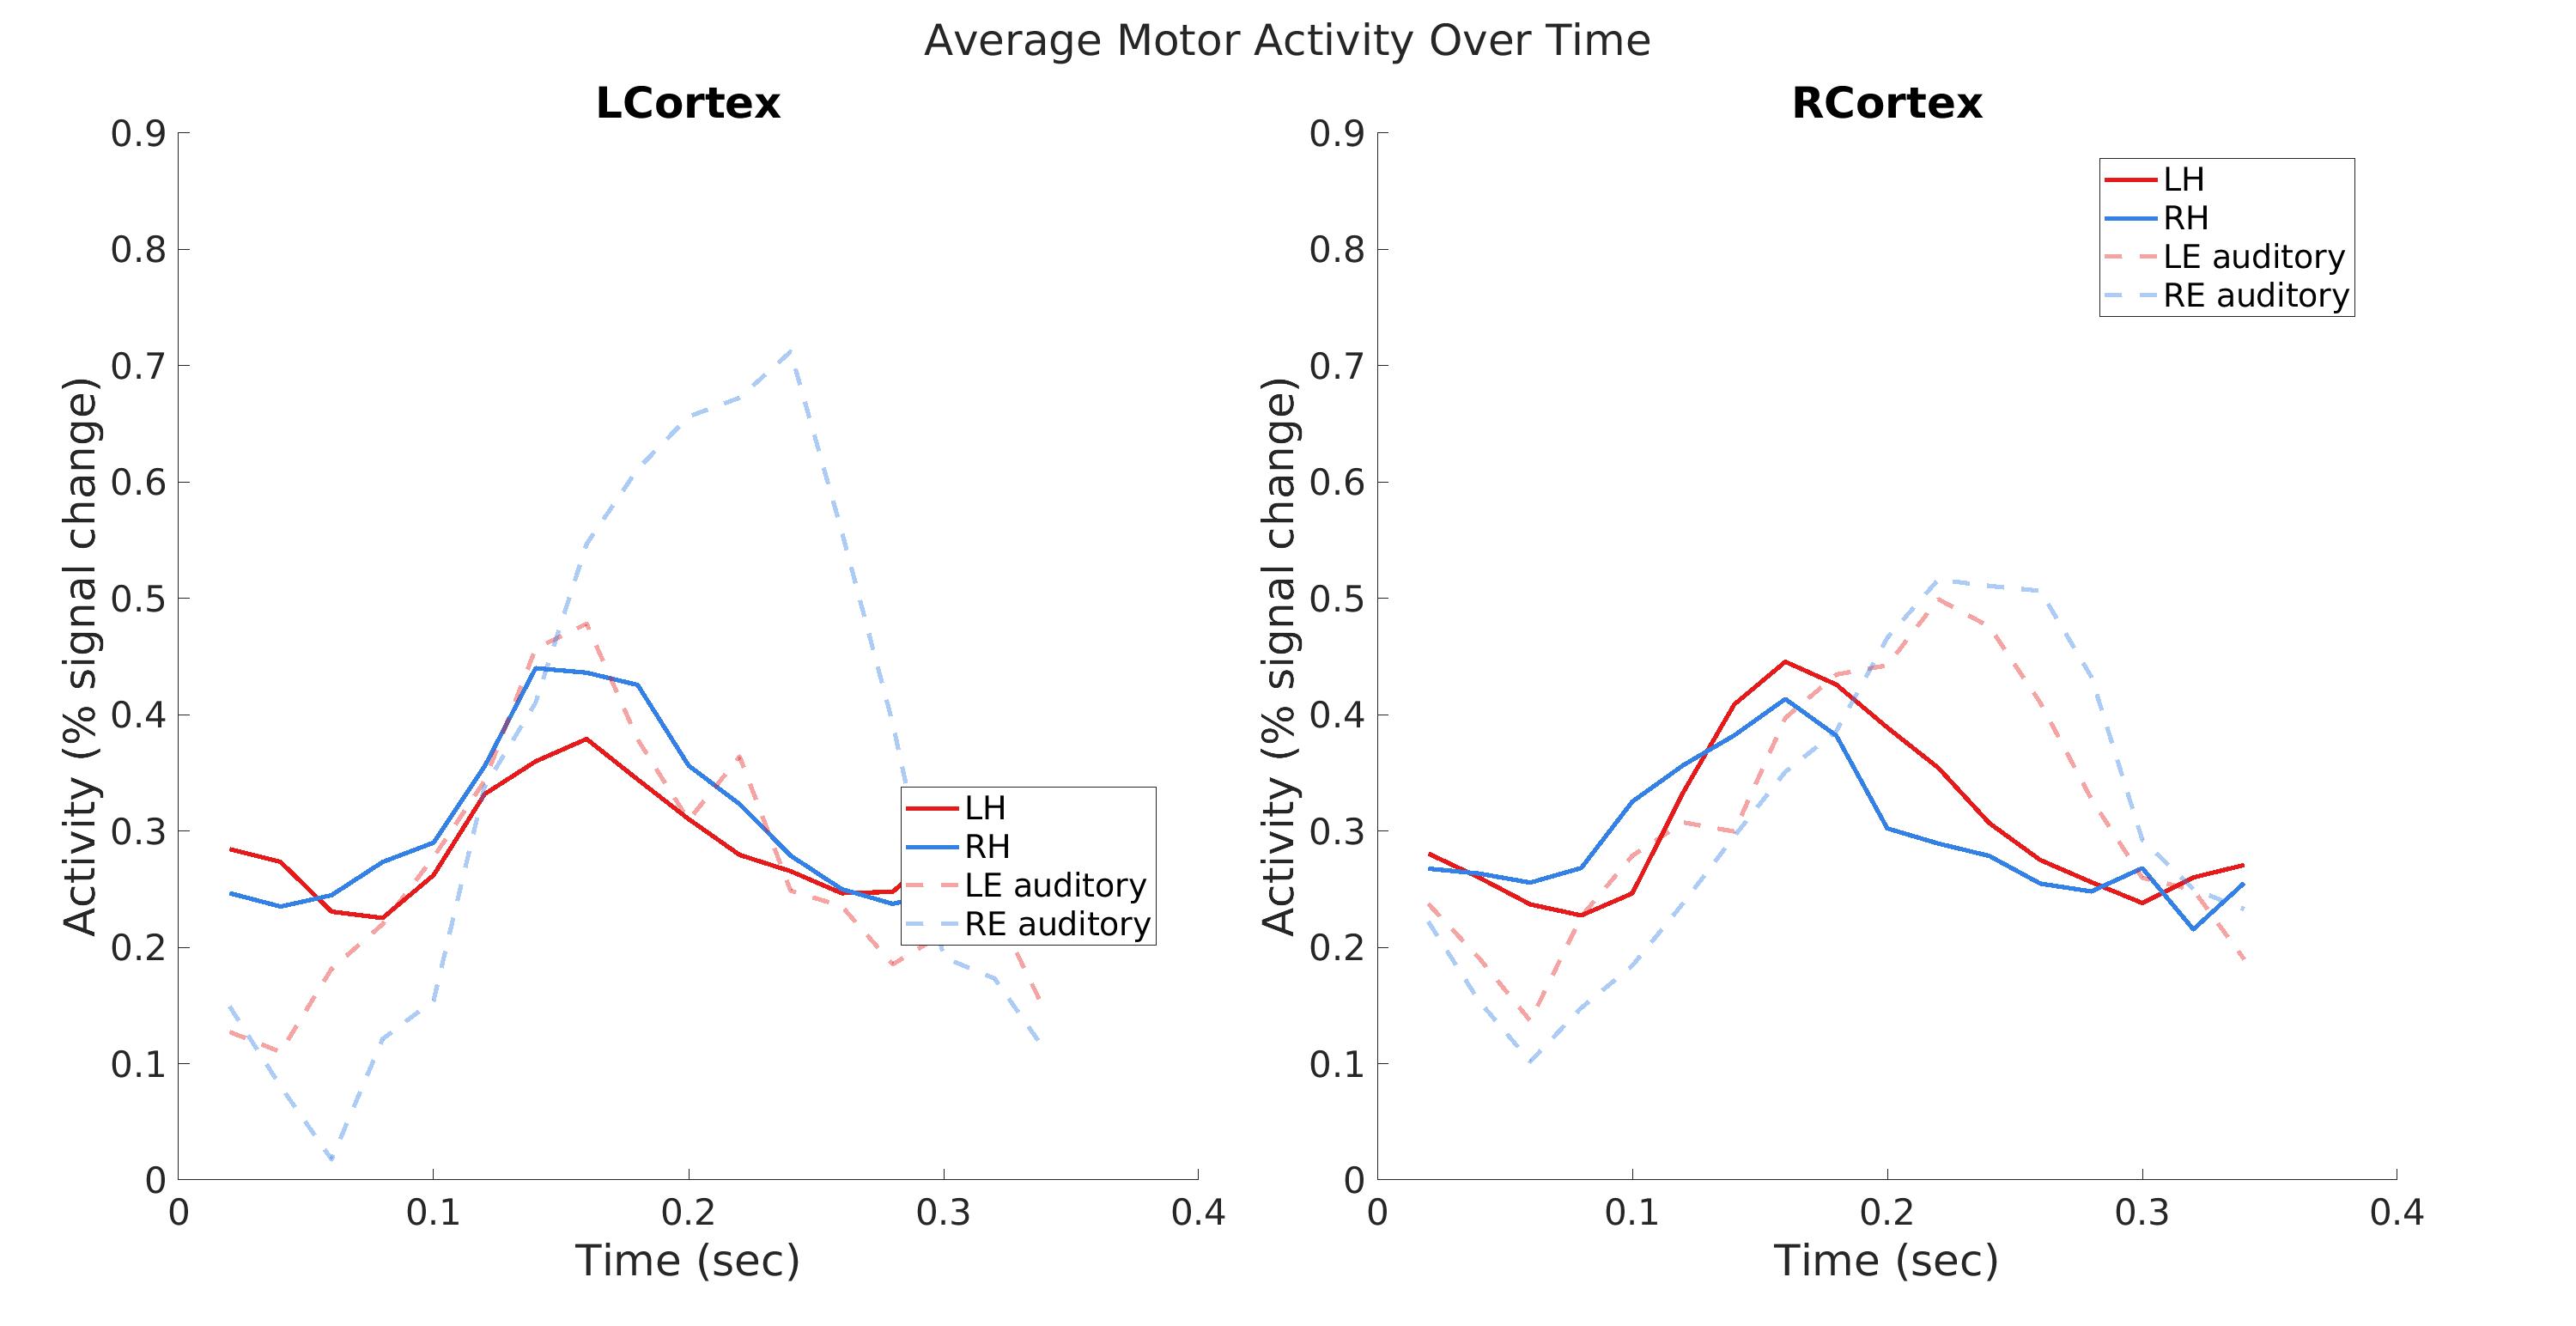 Average Motor Activity Over Time
LCortex
0.9
0.8
0.7
0.6
0.5
0.4
0.3
0.2
0.1
0
0
0.1
0.2
0.3
0.4
Activity (% signal change)
Time (sec)
LH
RH
LE auditory
RE auditory
RCortex
0.9
0.8
0.7
0.6
0.5
0.4
0.3
0.2
0.1
0
0
0.1
0.2
0.3
0.4
Activity (% signal change)
Time (sec)
LH
RH
LE auditory
RE auditory